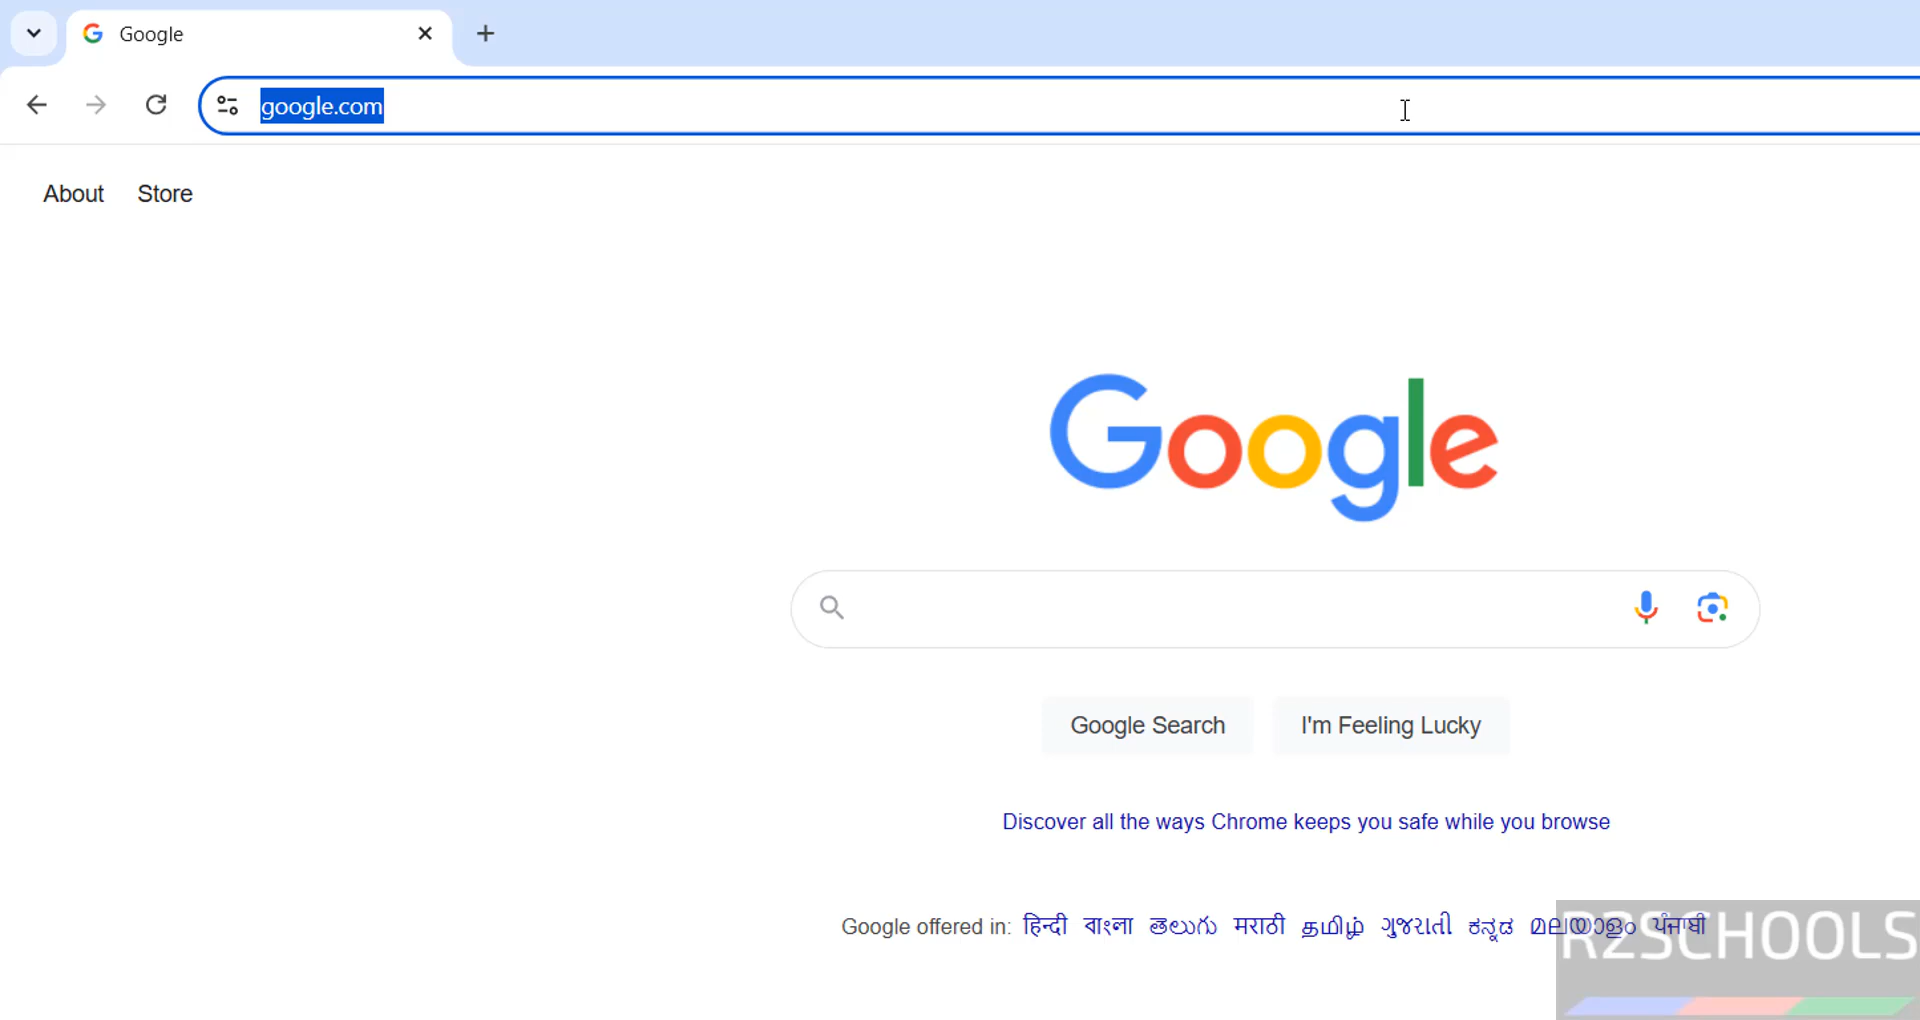 Google
google.com
About Store
Google
Google Search I'm Feeling Lucky
Discover all the ways Chrome keeps you safe while you browse
Google offered in: हिन्दी বাংলা తెలుగు मराठी தமிழ் ગુજરાતી ಕನ್ನಡ മലയാളം ਪੰਜਾਬੀ
R2SCHOOLS